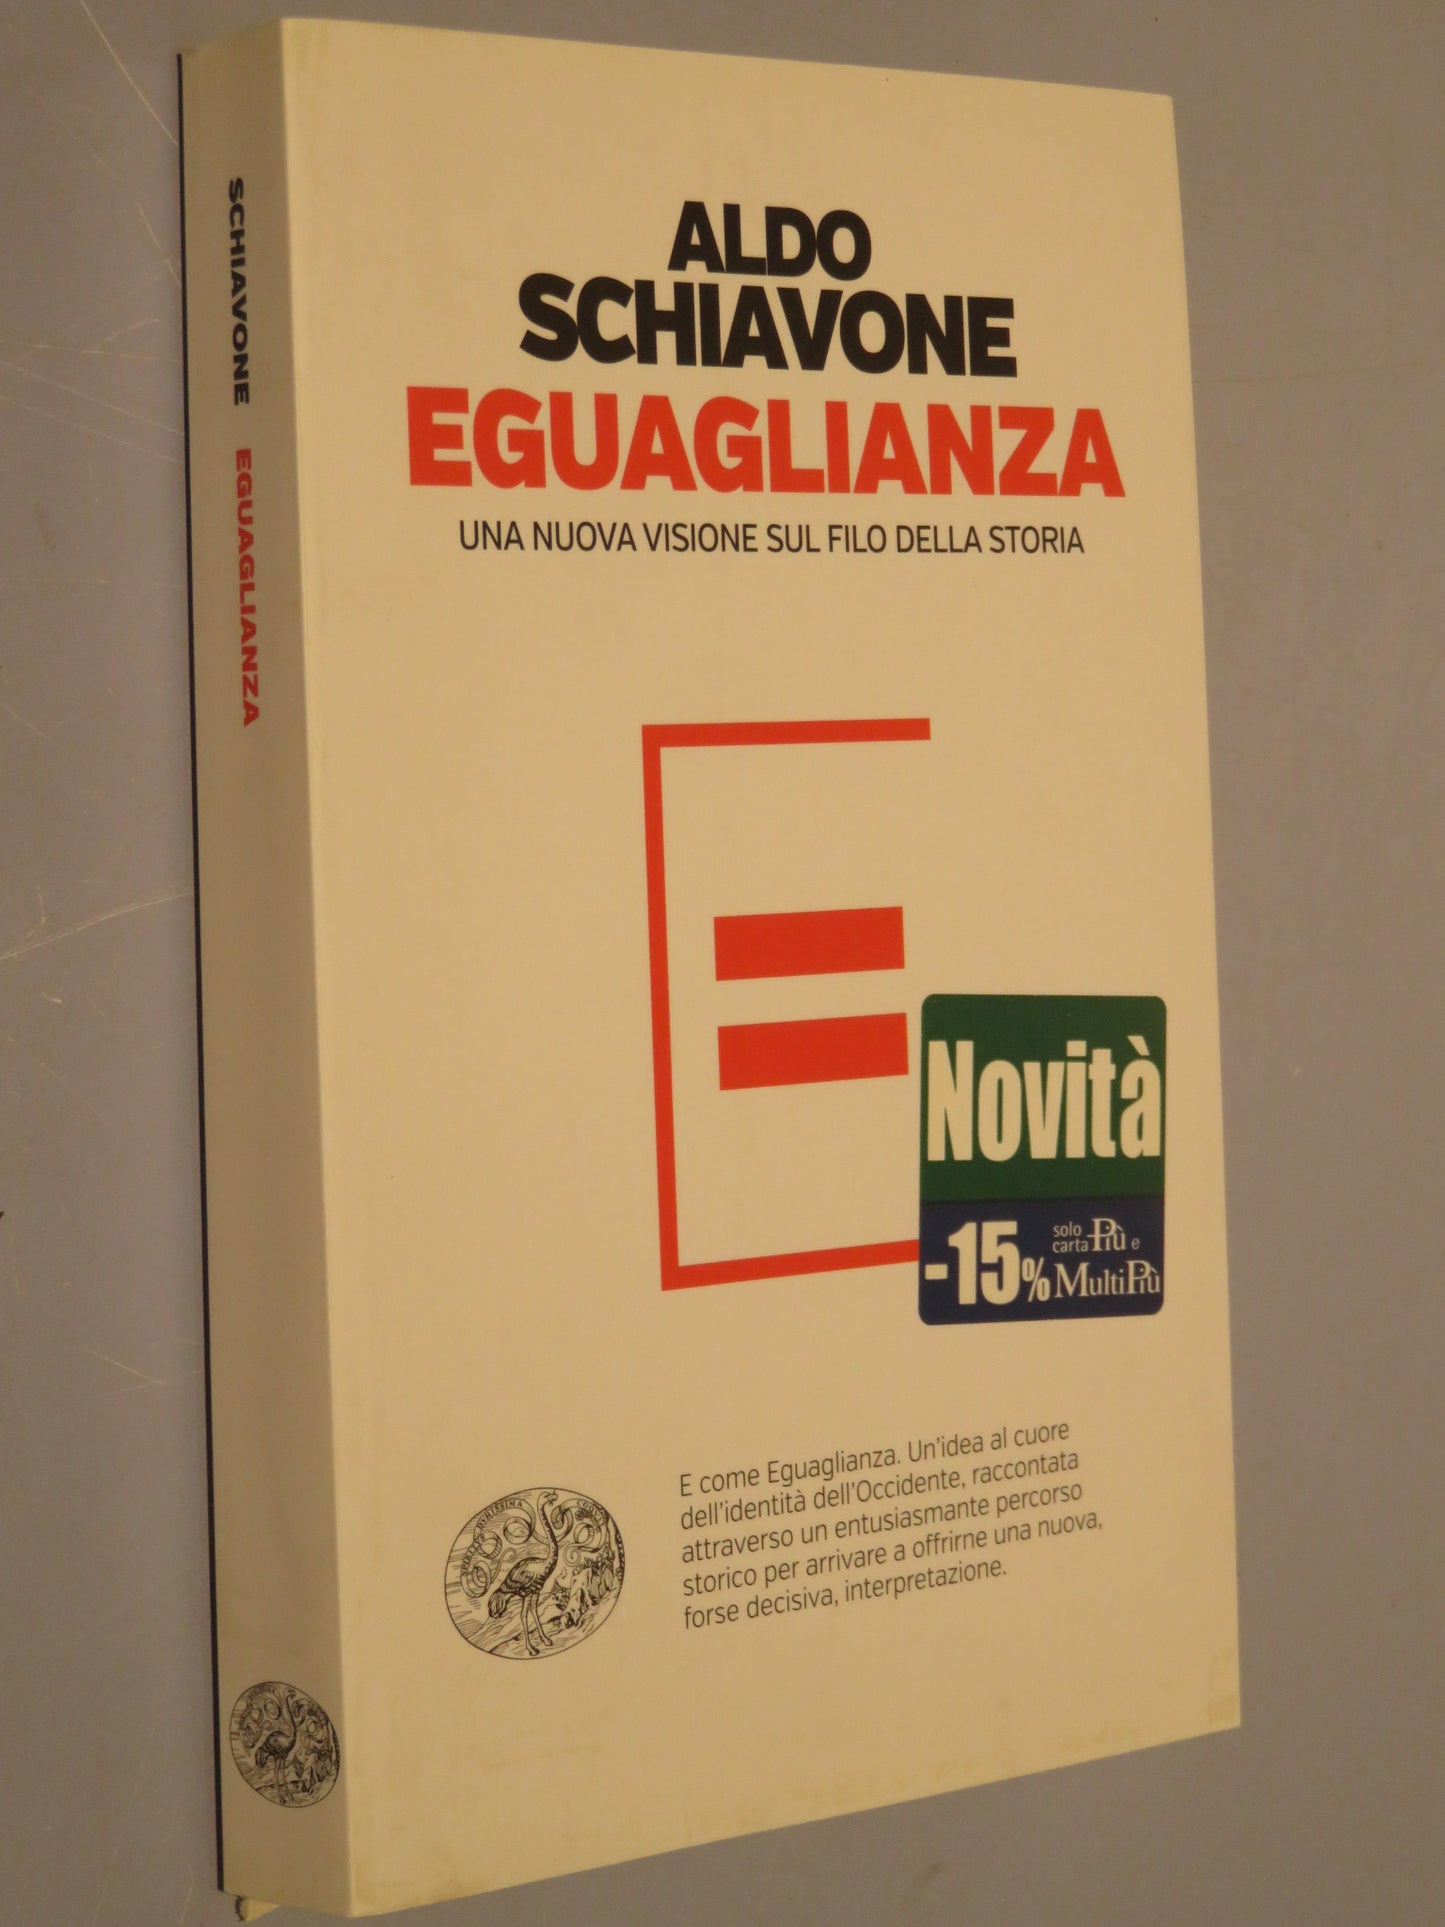 ALDO
SCHIAVONE
EGUAGLIANZA
UNA NUOVA VISIONE SUL FILO DELLA STORIA
E
Novità
-15% solo carta Più e
MultiPiù
E come Eguaglianza. Un'idea al cuore
dell'identità dell'Occidente, raccontata
attraverso un entusiasmante percorso
storico per arrivare a offrirne una nuova,
forse decisiva, interpretazione.
SCHIAVONE EGUAGLIANZA